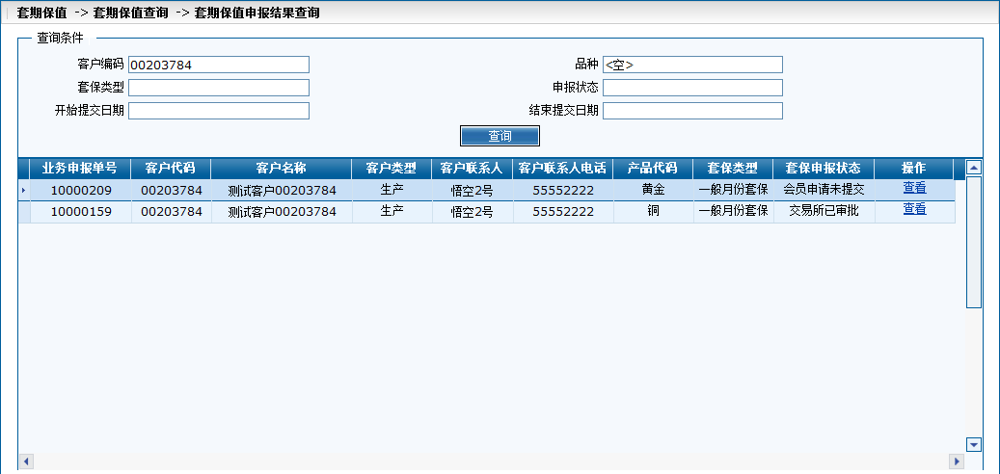 套期保值 -> 套期保值查询 -> 套期保值申报结果查询
查询条件
客户编码 00203784 品种 <空>
套保类型 申报状态
开始提交日期 结束提交日期
查询
业务申报单号 客户代码 客户名称 客户类型 客户联系人 客户联系人电话 产品代码 套保类型 套保申报状态 操作
10000209 00203784 测试客户00203784 生产 悟空2号 55552222 黄金 一般月份套保 会员申请未提交 查看
10000159 00203784 测试客户00203784 生产 悟空2号 55552222 铜 一般月份套保 交易所已审批 查看